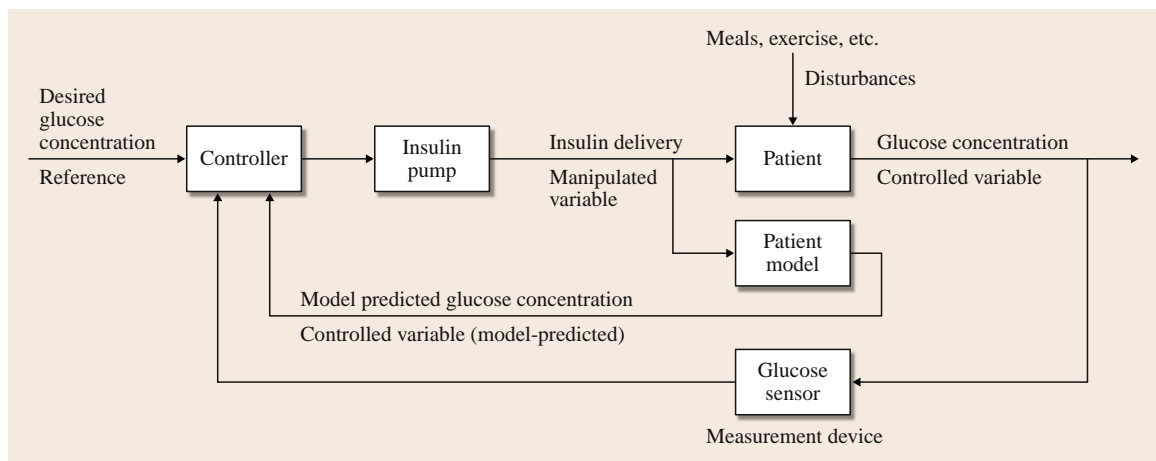 Meals, exercise, etc.
Disturbances
Desired
glucose
concentration
Reference
Controller
Insulin
pump
Insulin delivery
Manipulated
variable
Patient
Glucose concentration
Controlled variable
Patient
model
Model predicted glucose concentration
Controlled variable (model-predicted)
Glucose
sensor
Measurement device